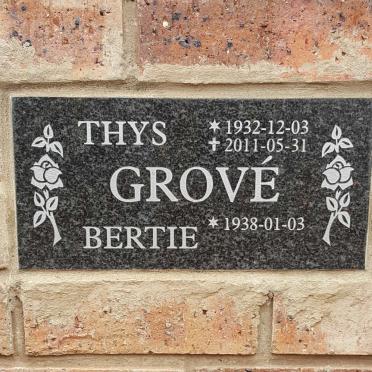 THYS ✶1932-12-03
✝2011-05-31
GROVÉ
BERTIE ✶1938-01-03